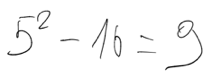 5² - 16 = 9